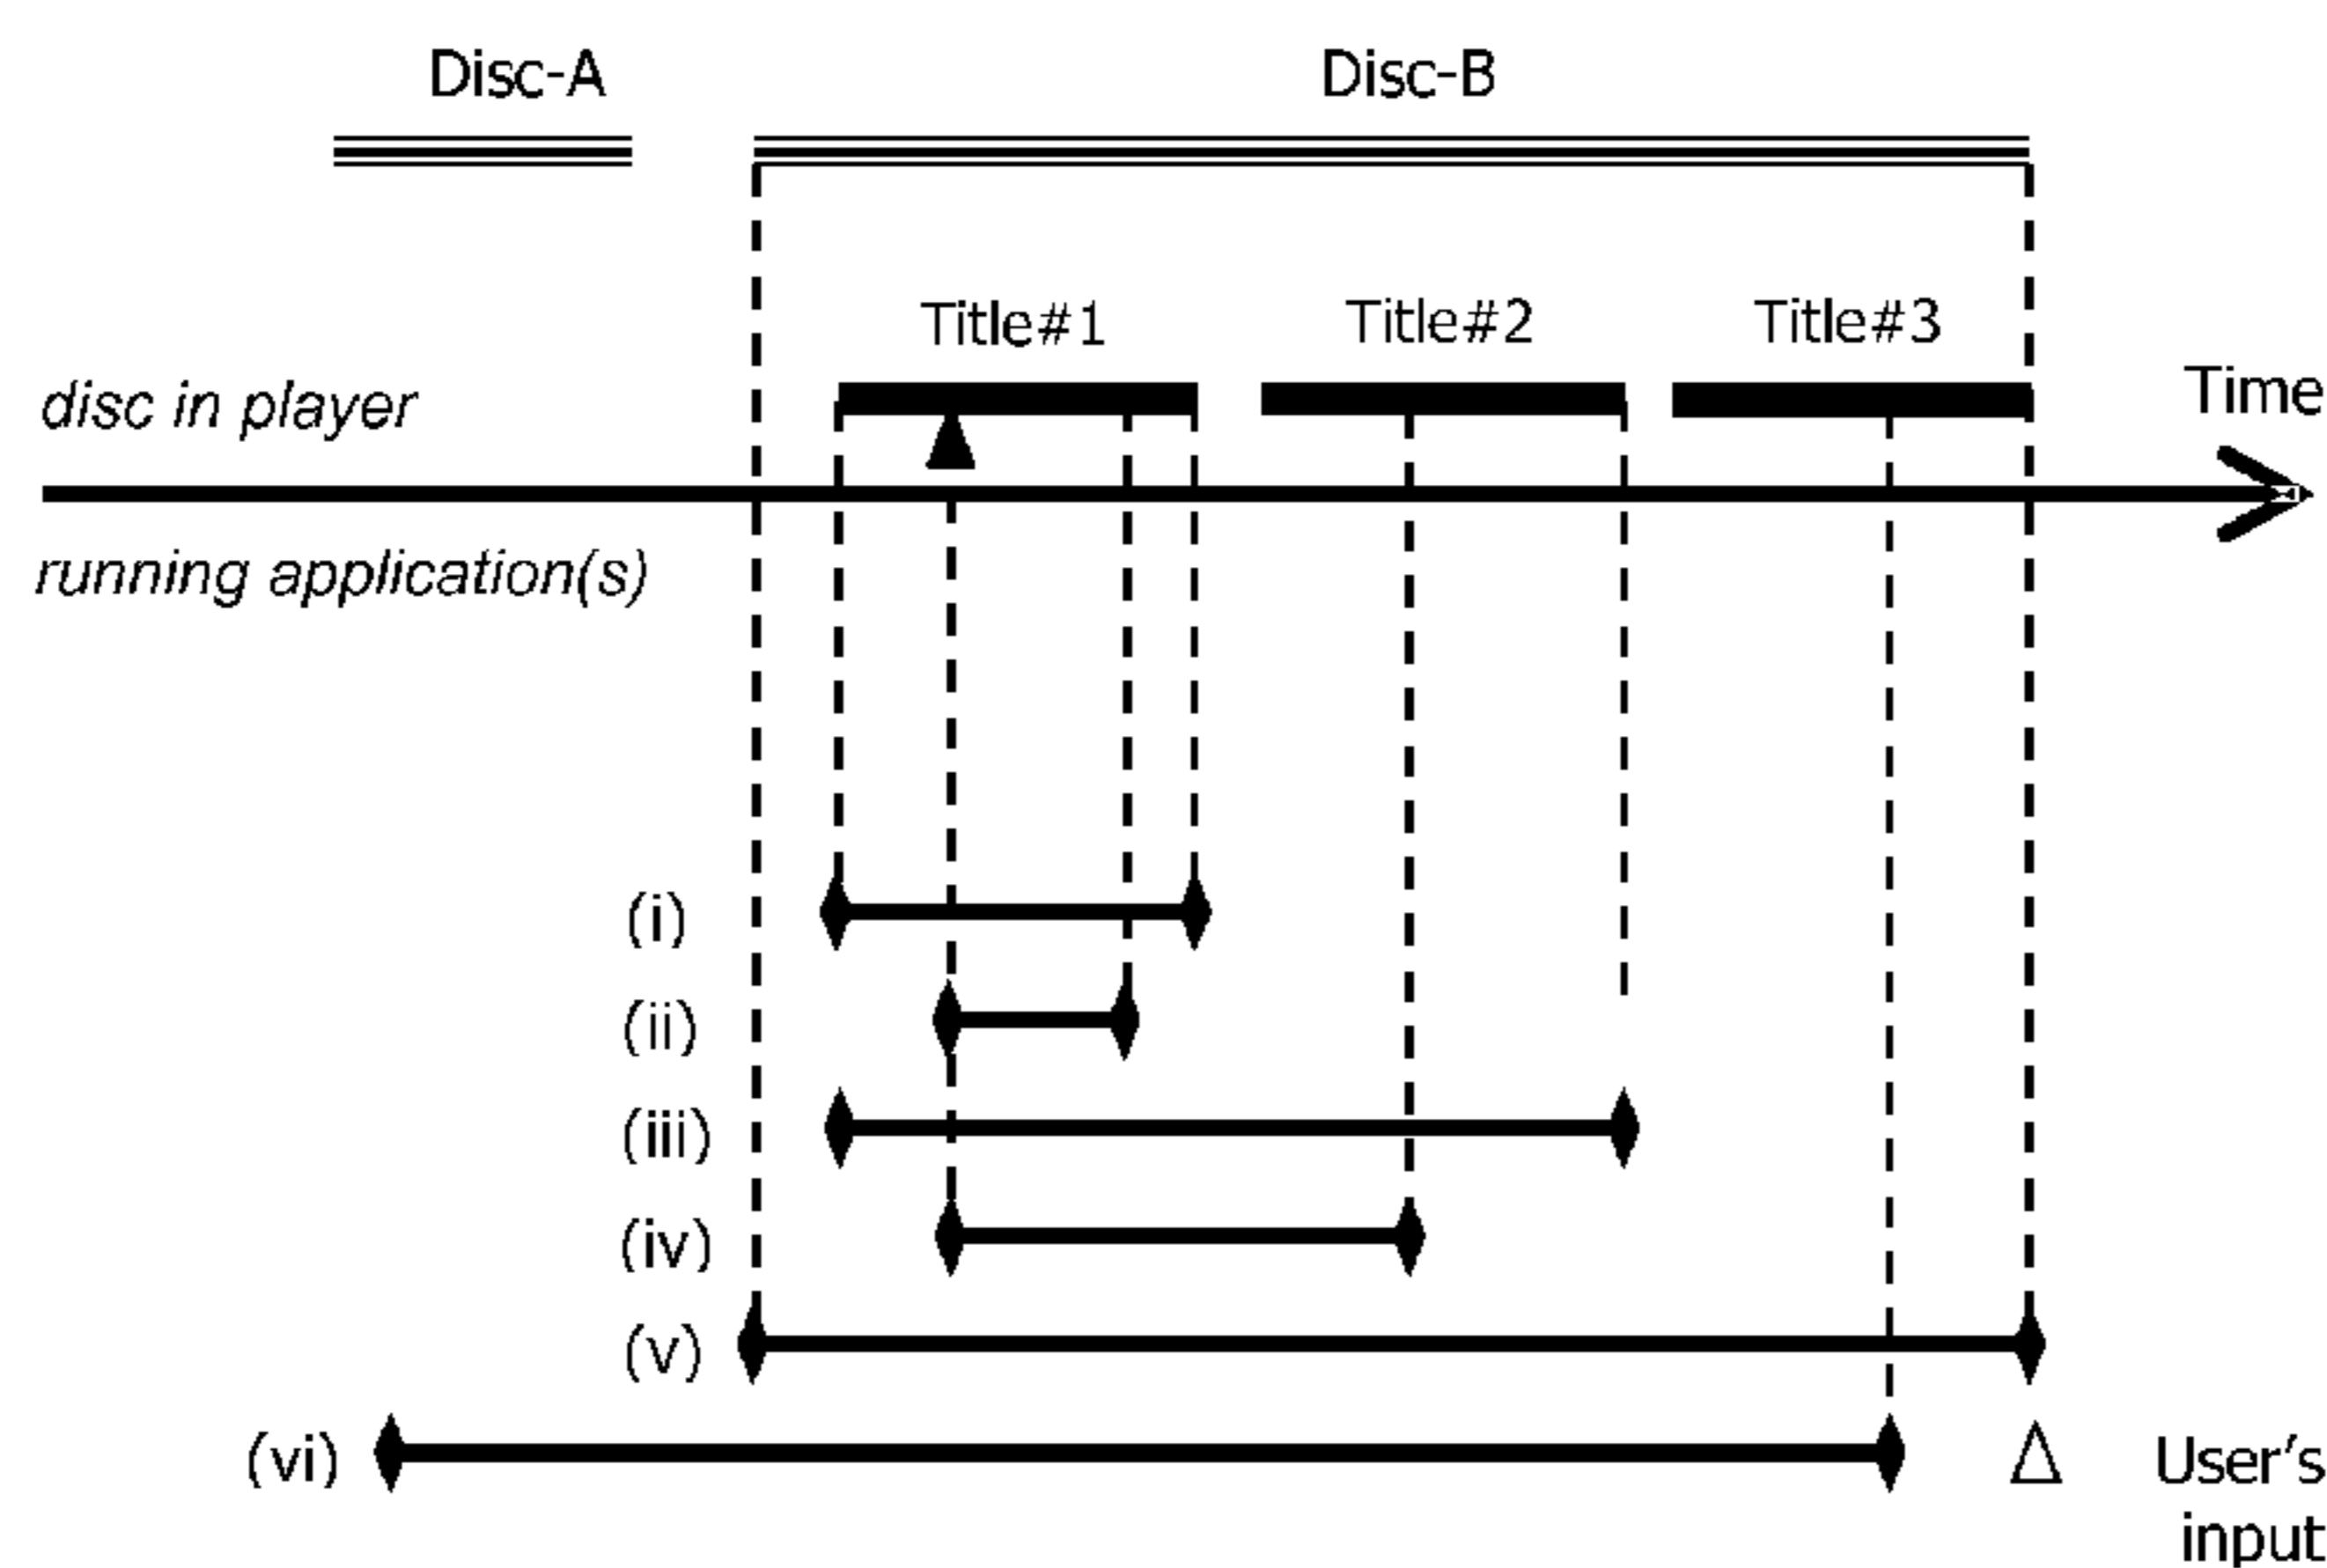 Disc-A
Disc-B
Title#1
Title#2
Title#3
disc in player
Time
running application(s)
(i)
(ii)
(iii)
(iv)
(v)
(vi)
User's
input